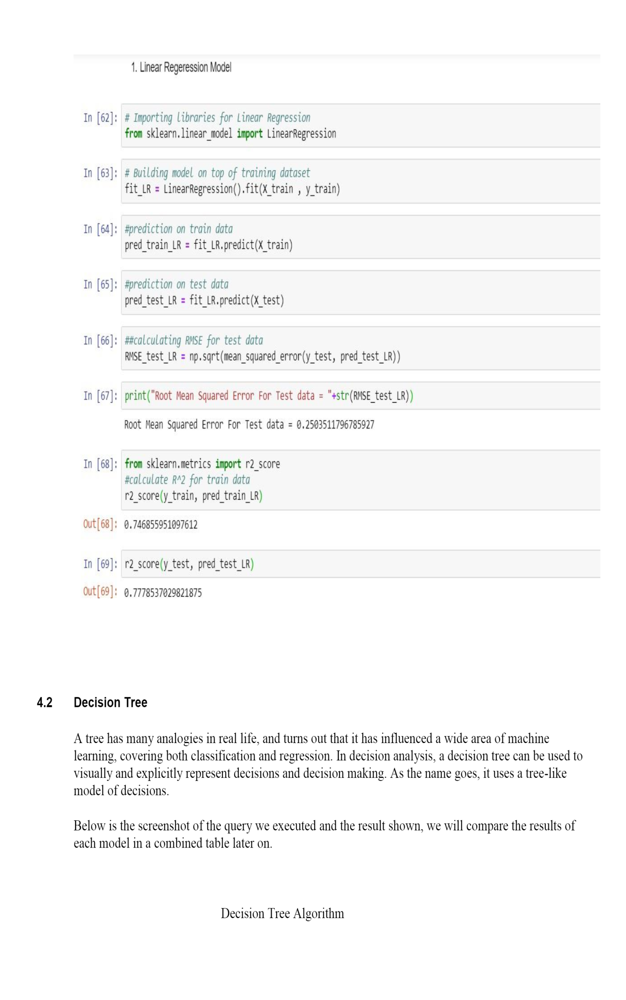 1. Linear Regeression Model
In [62]: # Importing libraries for Linear Regression
from sklearn.linear_model import LinearRegression
In [63]: # Building model on top of training dataset
fit_LR = LinearRegression().fit(X_train , y_train)
In [64]: #prediction on train data
pred_train_LR = fit_LR.predict(X_train)
In [65]: #prediction on test data
pred_test_LR = fit_LR.predict(X_test)
In [66]: ##calculating RMSE for test data
RMSE_test_LR = np.sqrt(mean_squared_error(y_test, pred_test_LR))
In [67]: print("Root Mean Squared Error For Test data = "+str(RMSE_test_LR))
Root Mean Squared Error For Test data = 0.2503511796785927
In [68]: from sklearn.metrics import r2_score
#calculate R^2 for train data
r2_score(y_train, pred_train_LR)
Out[68]: 0.746855951097612
In [69]: r2_score(y_test, pred_test_LR)
Out[69]: 0.7778537029821875
4.2 Decision Tree
A tree has many analogies in real life, and turns out that it has influenced a wide area of machine
learning, covering both classification and regression. In decision analysis, a decision tree can be used to
visually and explicitly represent decisions and decision making. As the name goes, it uses a tree-like
model of decisions.
Below is the screenshot of the query we executed and the result shown, we will compare the results of
each model in a combined table later on.
Decision Tree Algorithm